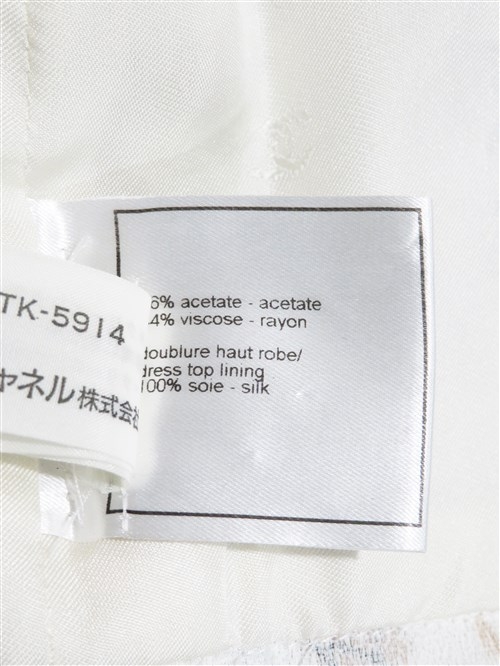 TK-5914
ャネル株式会社
6% acetate - acetate
4% viscose - rayon
doublure haut robe/
dress top lining
100% soie - silk